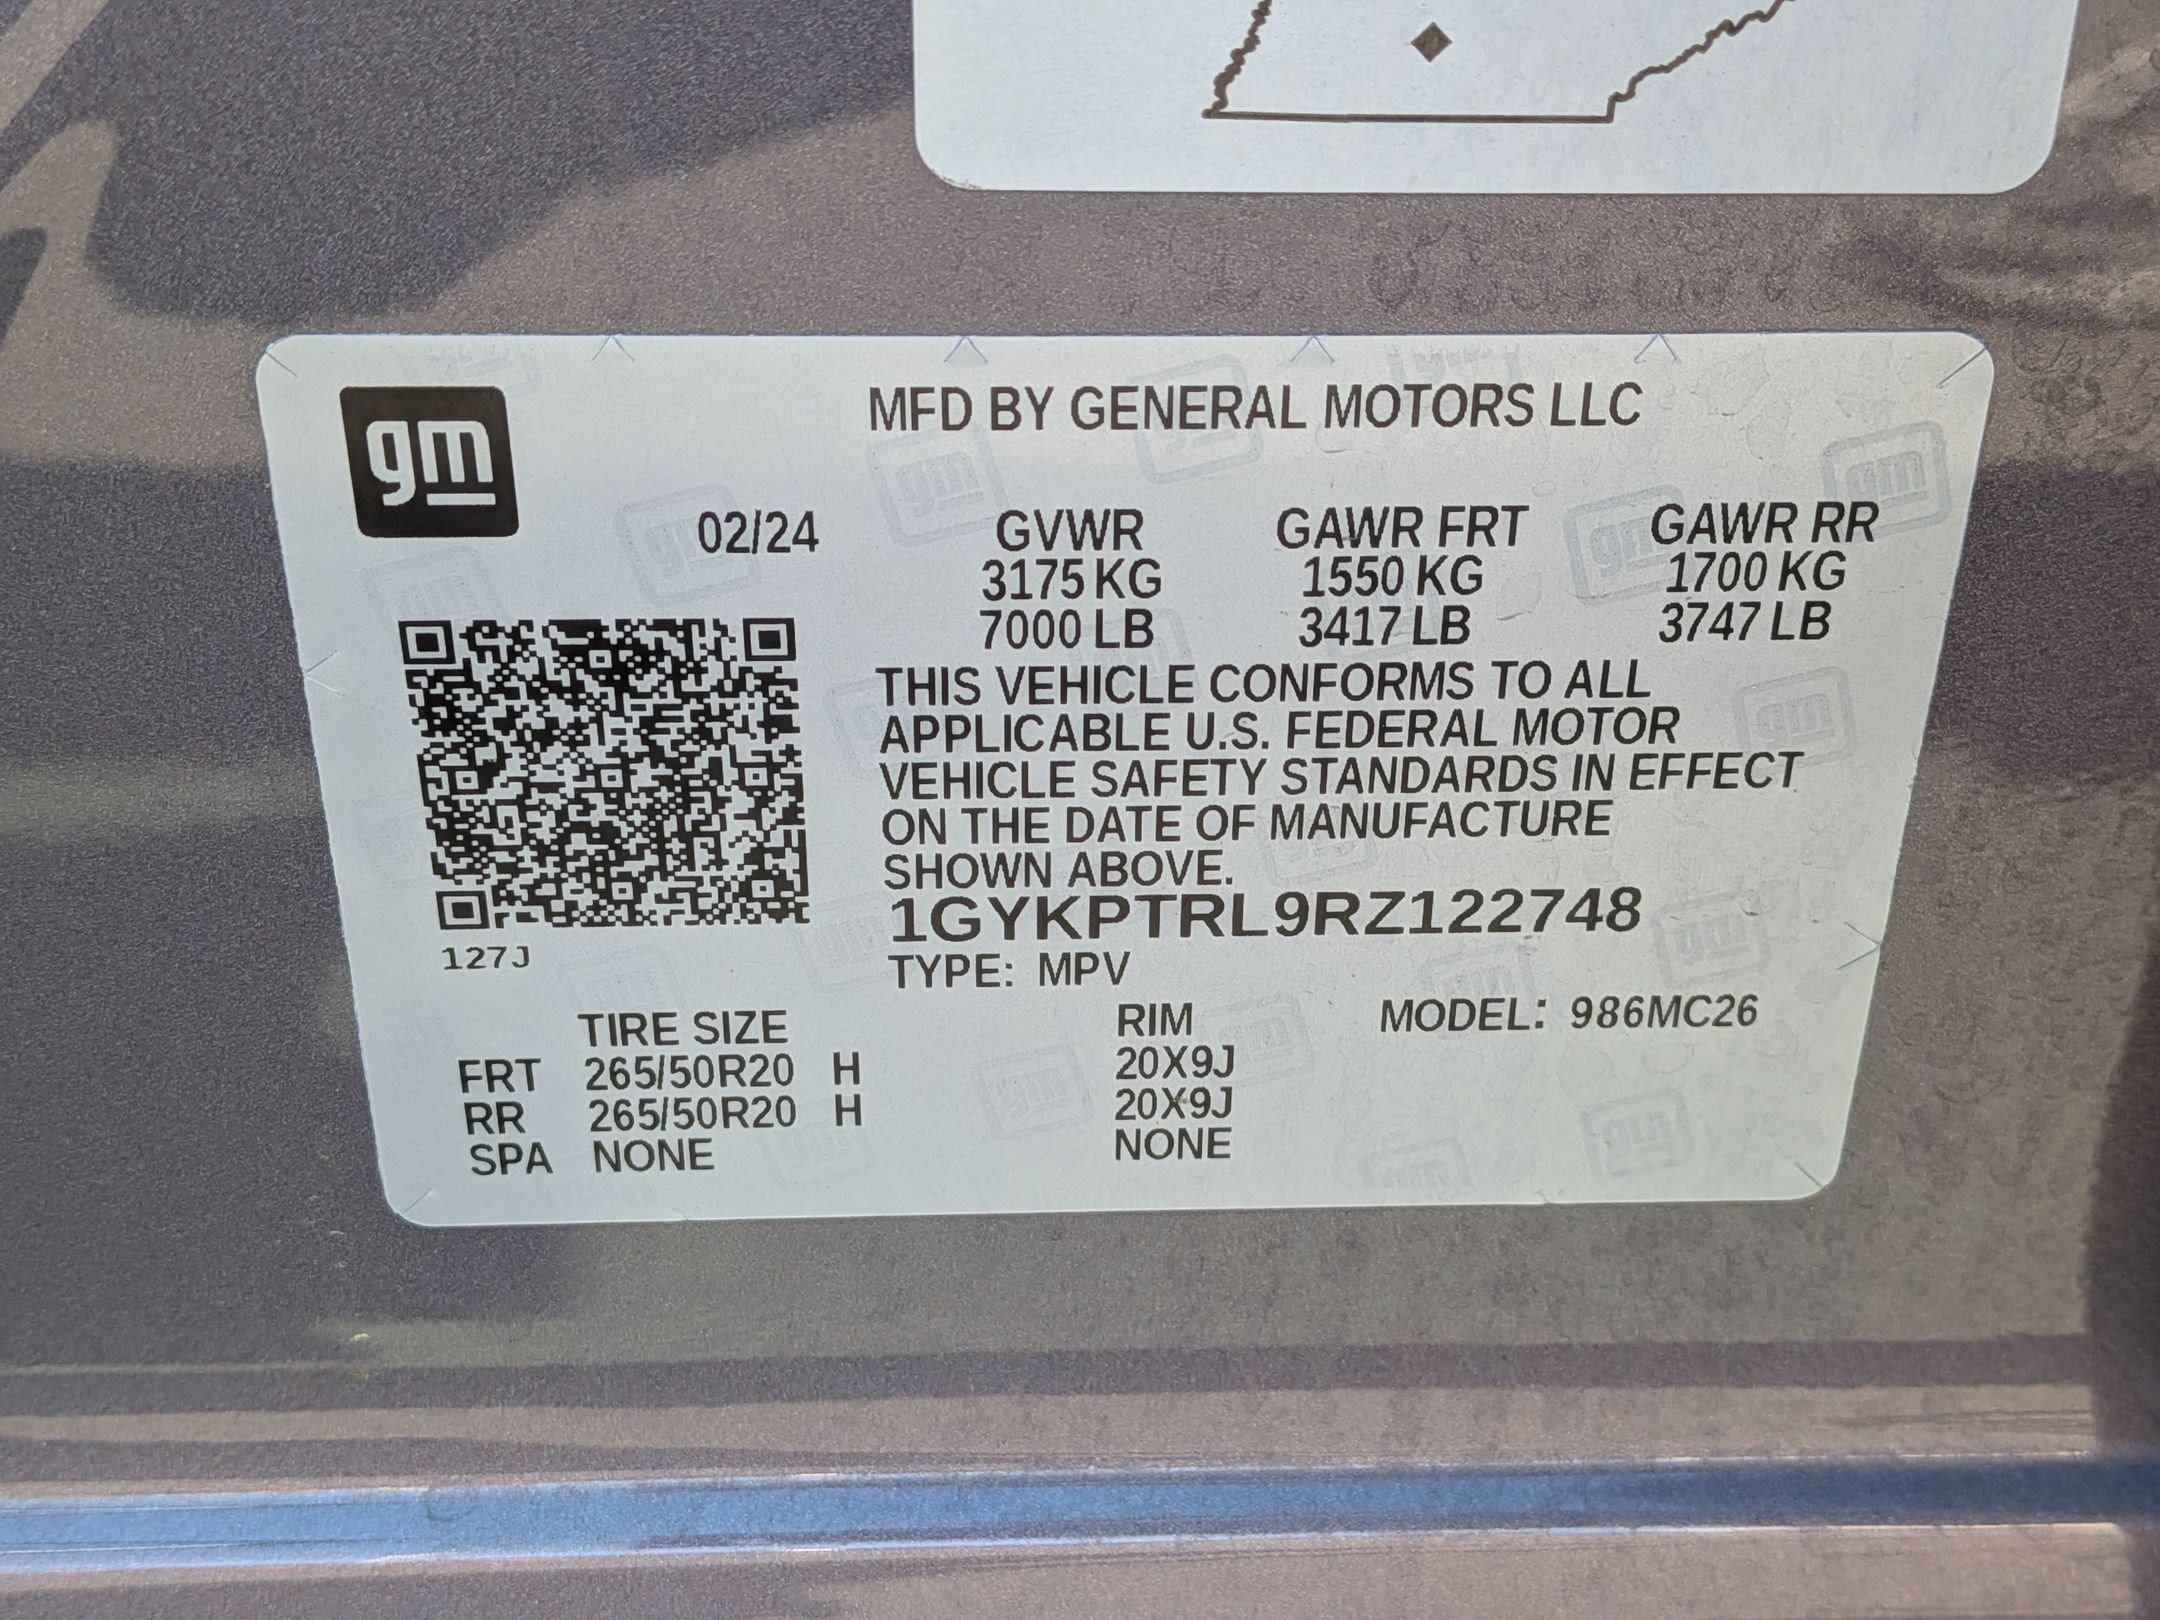 gm
MFD BY GENERAL MOTORS LLC
02/24
GVWR GAWR FRT GAWR RR
3175 KG 1550 KG 1700 KG
7000 LB 3417 LB 3747 LB
THIS VEHICLE CONFORMS TO ALL
APPLICABLE U.S. FEDERAL MOTOR
VEHICLE SAFETY STANDARDS IN EFFECT
ON THE DATE OF MANUFACTURE
SHOWN ABOVE.
1GYKPTRL9RZ122748
127J
TYPE: MPV
TIRE SIZE RIM MODEL: 986MC26
FRT 265/50R20 H 20X9J
RR 265/50R20 H 20X9J
SPA NONE NONE